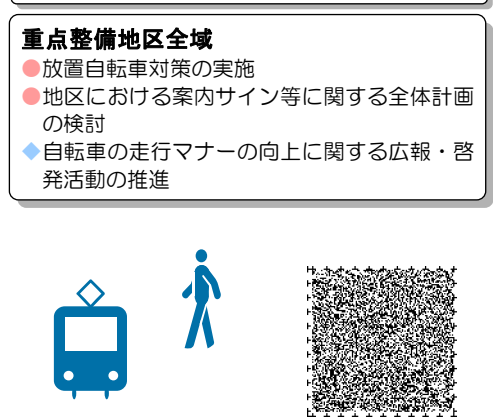 重点整備地区全域
●放置自転車対策の実施
●地区における案内サイン等に関する全体計画
の検討
◆自転車の走行マナーの向上に関する広報・啓
発活動の推進